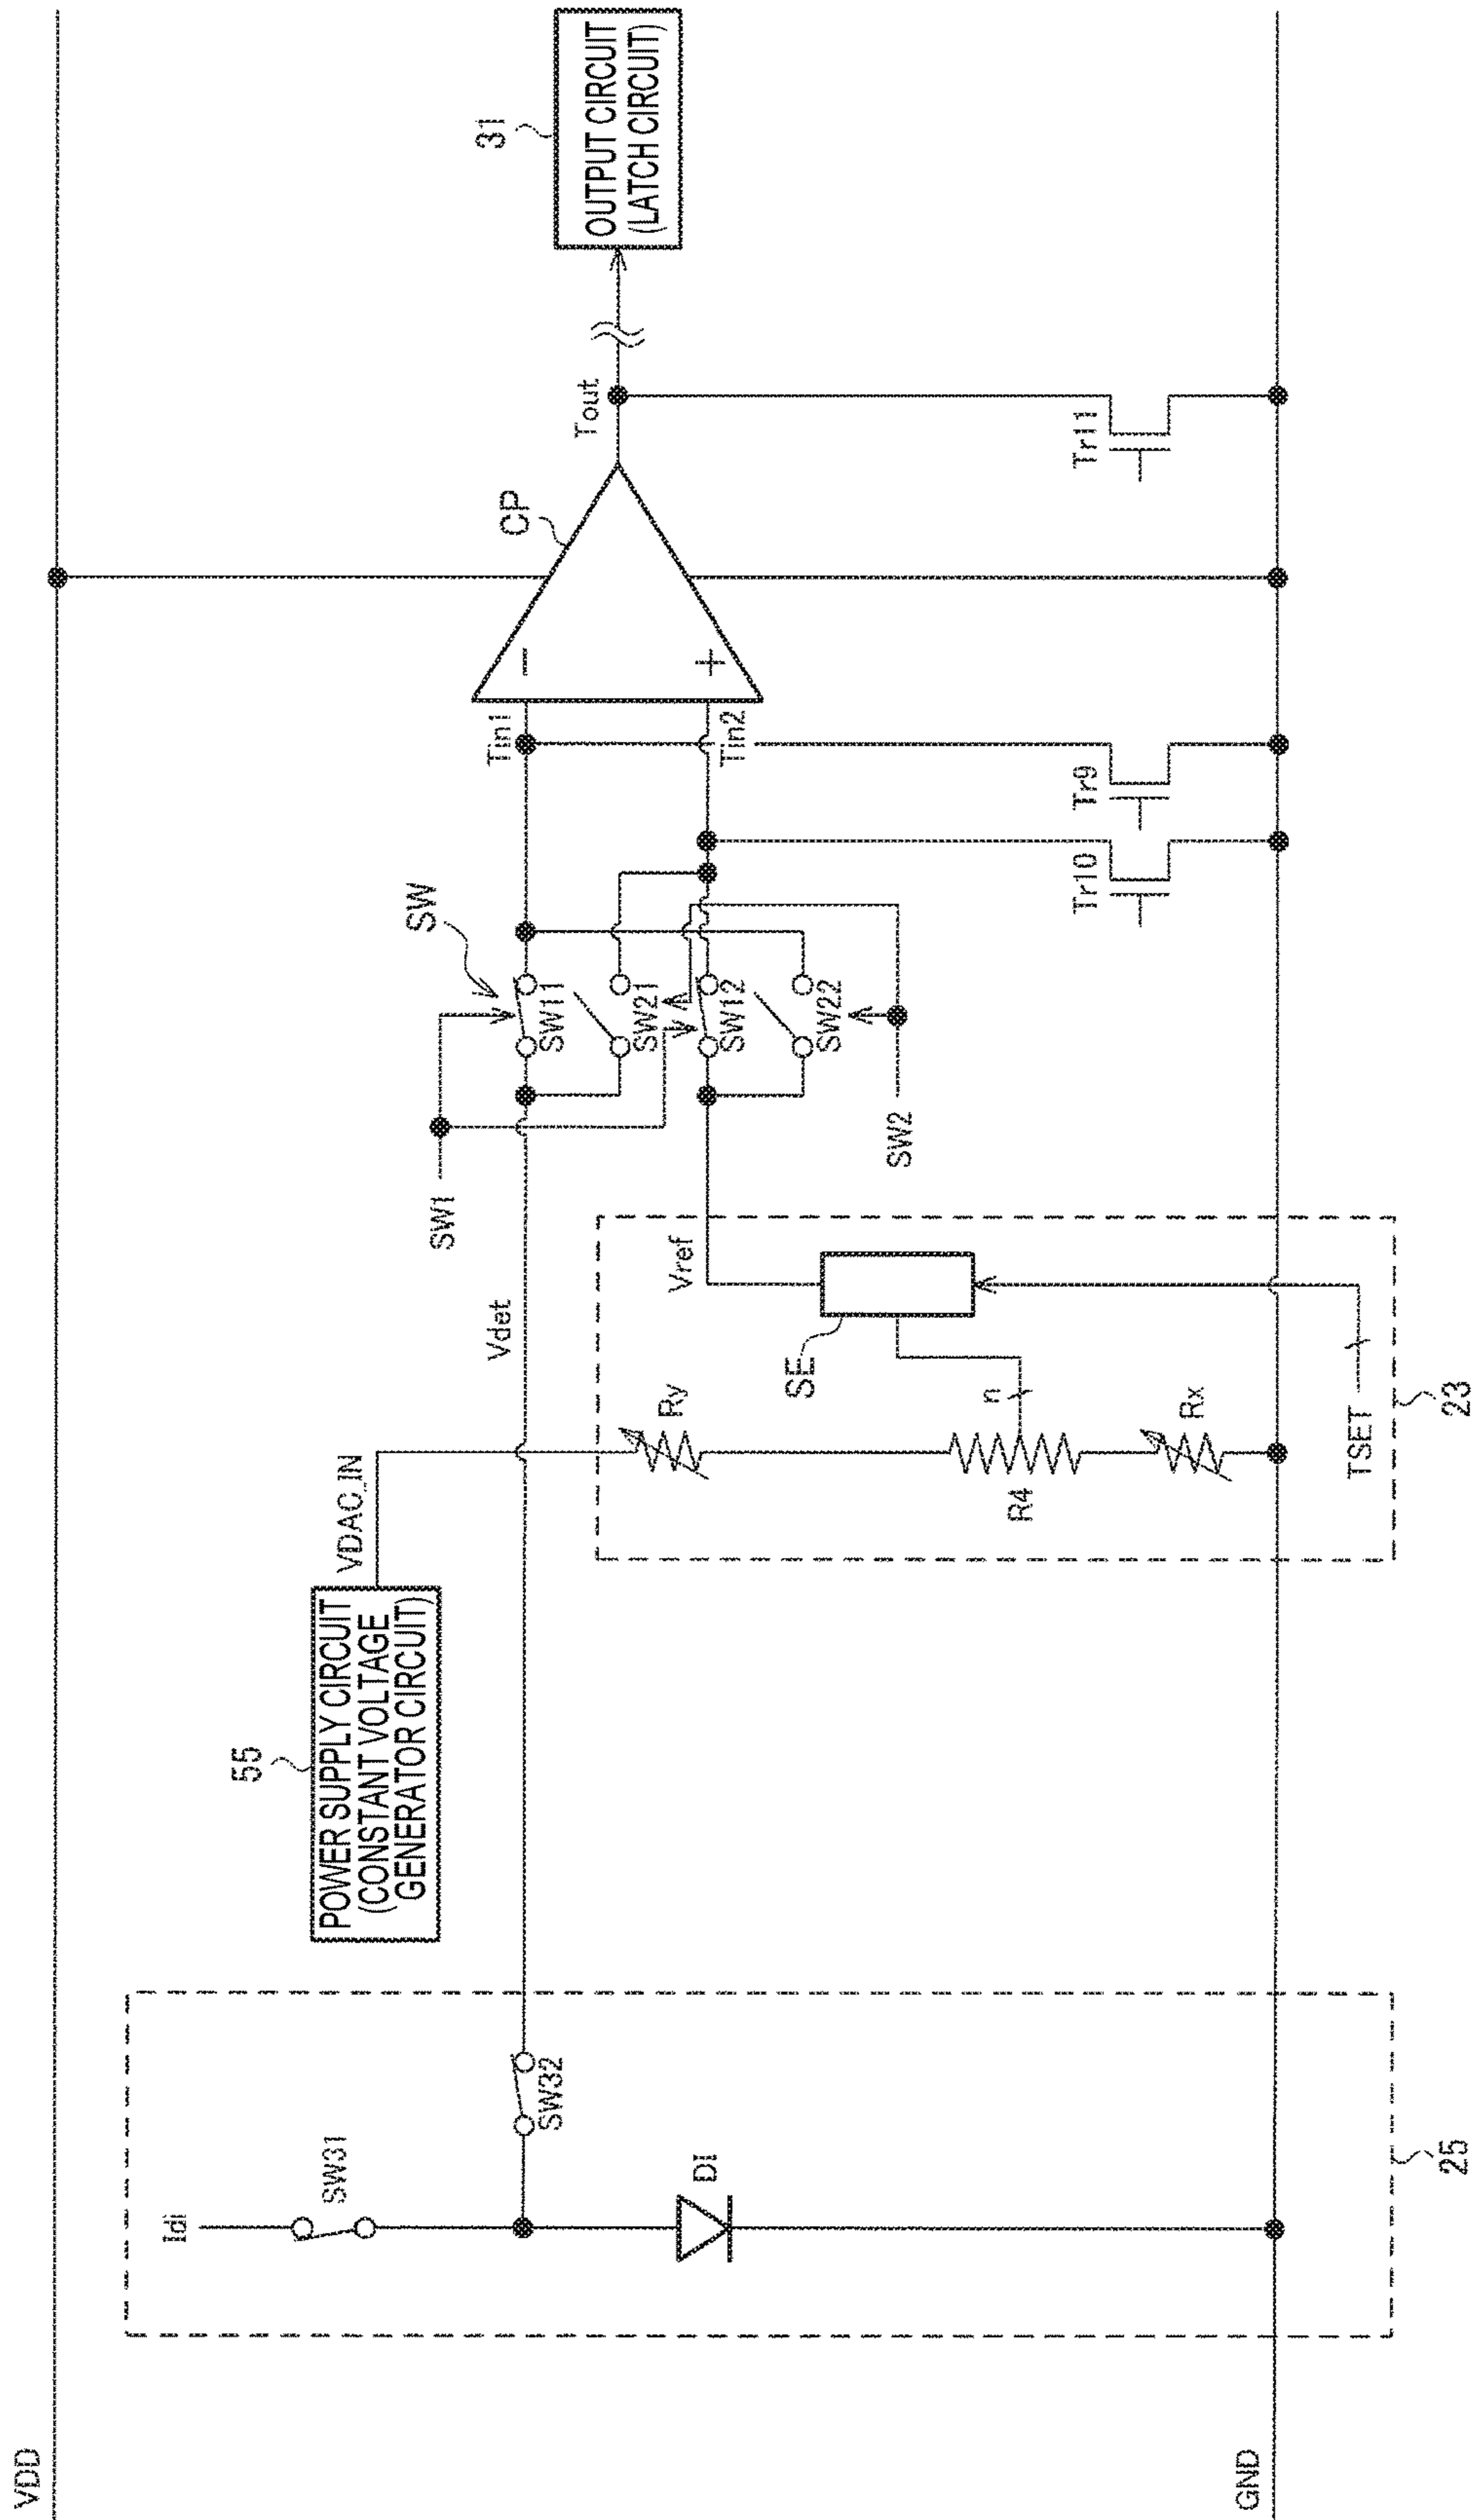 VDD
GND
Idi
SW31
SW32
DI
25
55
POWER SUPPLY CIRCUIT
(CONSTANT VOLTAGE
GENERATOR CIRCUIT)
VDAC_IN
Vdet
Ry
R4
n
Rx
SE
Vref
TSET
23
SW1
SW2
SW
SW11
SW21
SW12
SW22
Tin1
Tin2
Tr10
Tr9
CP
−
+
Tout
Tr11
31
OUTPUT CIRCUIT
(LATCH CIRCUIT)